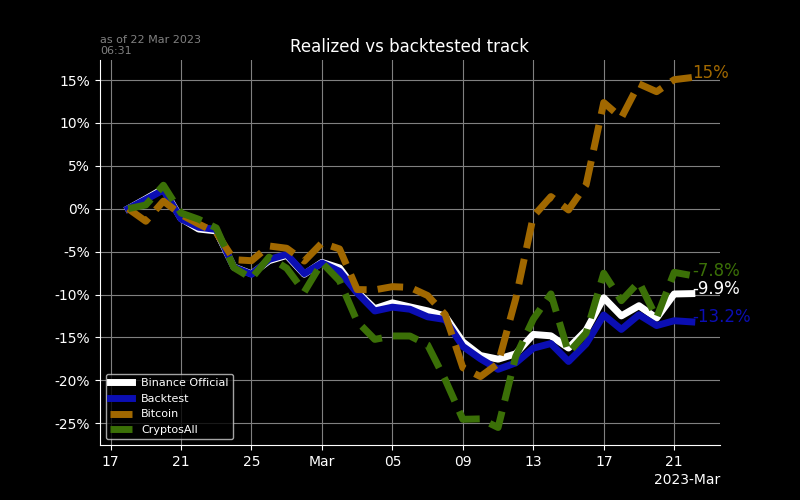 as of 22 Mar 2023
06:31
Realized vs backtested track
15%
10%
5%
0%
-5%
-10%
-15%
-20%
-25%
15%
-7.8%
-9.9%
-13.2%
Binance Official
Backtest
Bitcoin
CryptosAll
17
21
25
Mar
05
09
13
17
21
2023-Mar